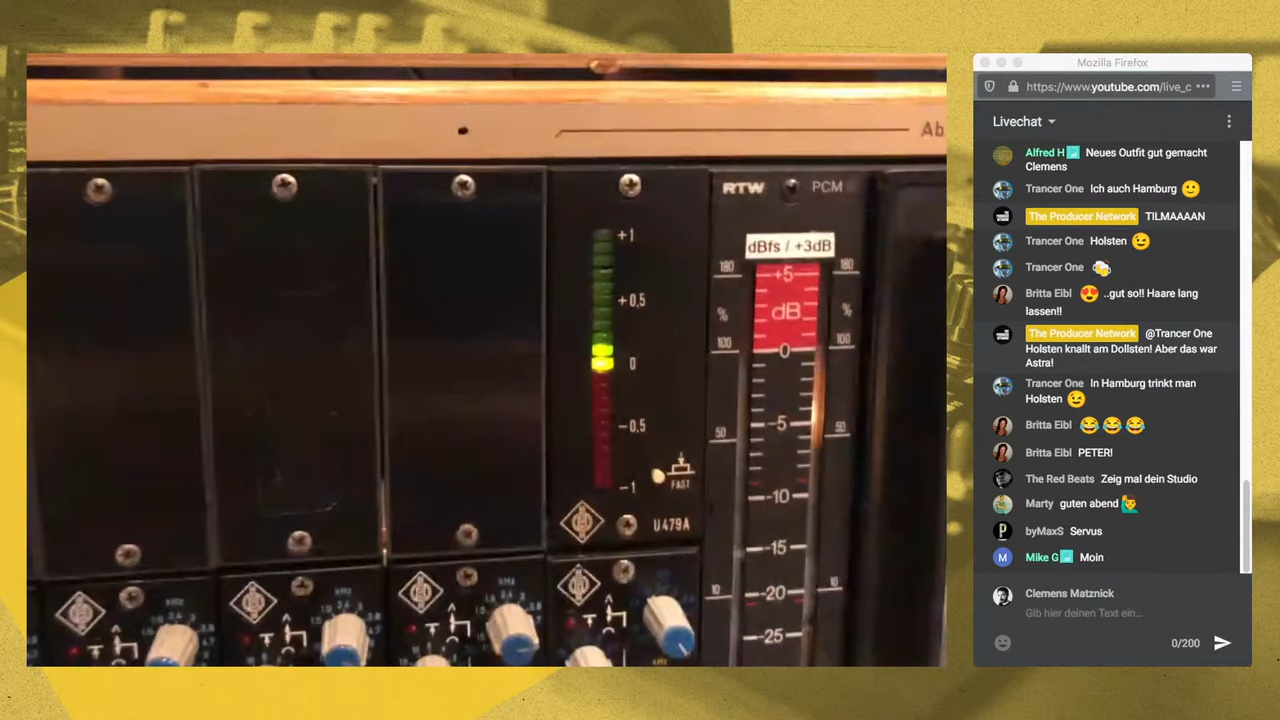 Ab
RTW PCM
dBfs / +3dB
+1
+0,5
0
−0,5
−1
FAST
U479A
180 +5 180
% dB %
100 0 100
50 −5 50
−10
−15
10 −20 10
−25
KHz
KHz
KHz
KHz
Mozilla Firefox
https://www.youtube.com/live_c •••
Livechat
Alfred H Neues Outfit gut gemacht
Clemens
Trancer One Ich auch Hamburg 🙂
The Producer Network TILMAAAAN
Trancer One Holsten 😉
Trancer One 🍻
Britta Eibl 😍 ..gut so!! Haare lang
lassen!!
The Producer Network @Trancer One
Holsten knallt am Dollsten! Aber das war
Astra!
Trancer One In Hamburg trinkt man
Holsten 😉
Britta Eibl 😂 😂 😂
Britta Eibl PETER!
The Red Beats Zeig mal dein Studio
Marty guten abend 🙋‍♂️
byMaxS Servus
M Mike G Moin
Clemens Matznick
Gib hier deinen Text ein...
0/200